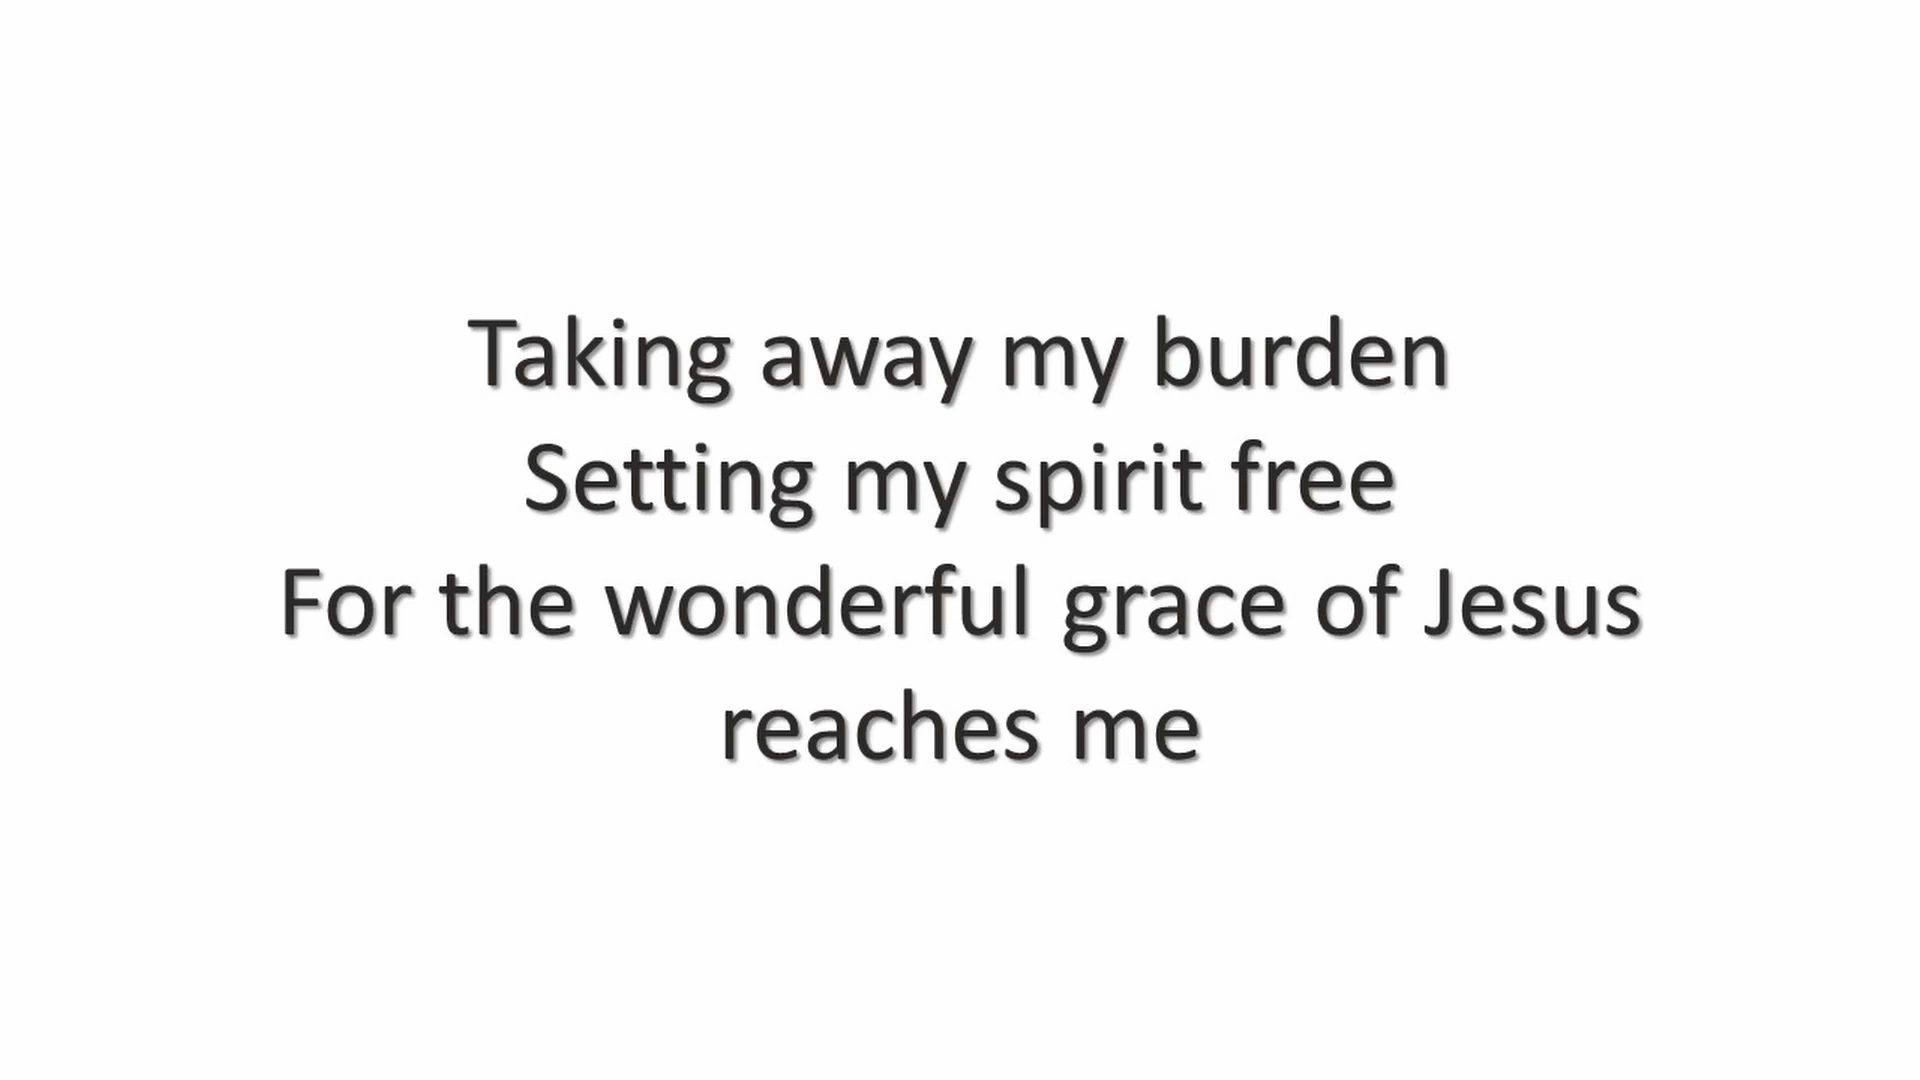 Taking away my burden
Setting my spirit free
For the wonderful grace of Jesus
reaches me